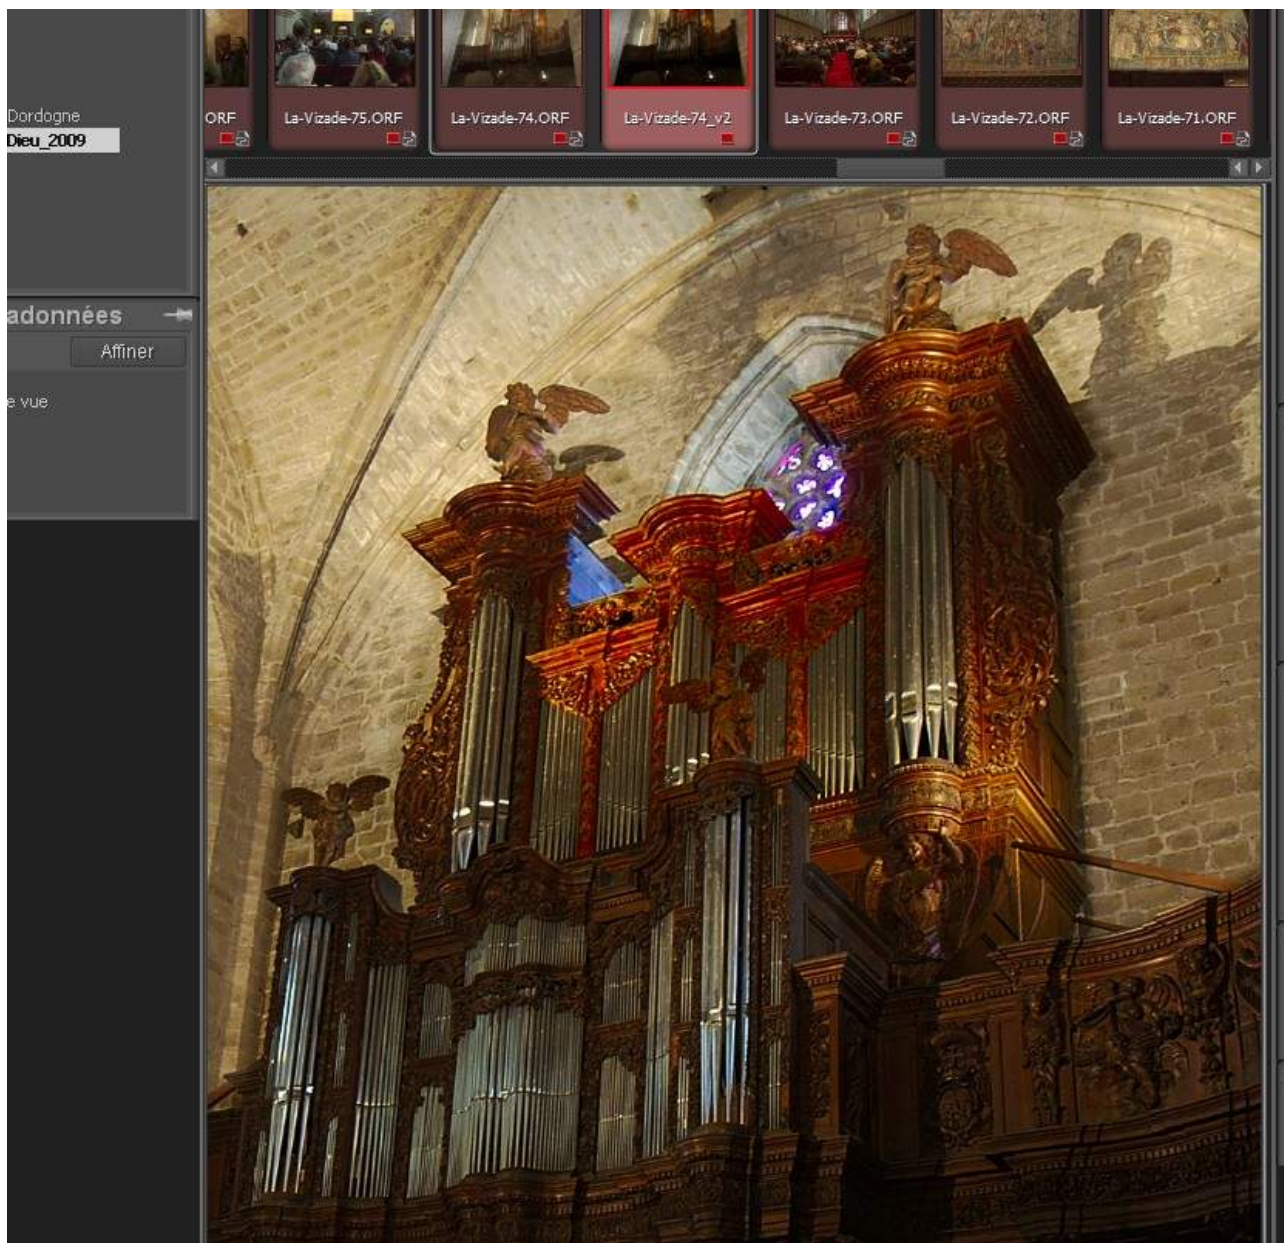 Dordogne
Dieu_2009
ORF
La-Vizade-75.ORF
La-Vizade-74.ORF
La-Vizade-74_v2
La-Vizade-73.ORF
La-Vizade-72.ORF
La-Vizade-71.ORF
adonnées
Affiner
e vue